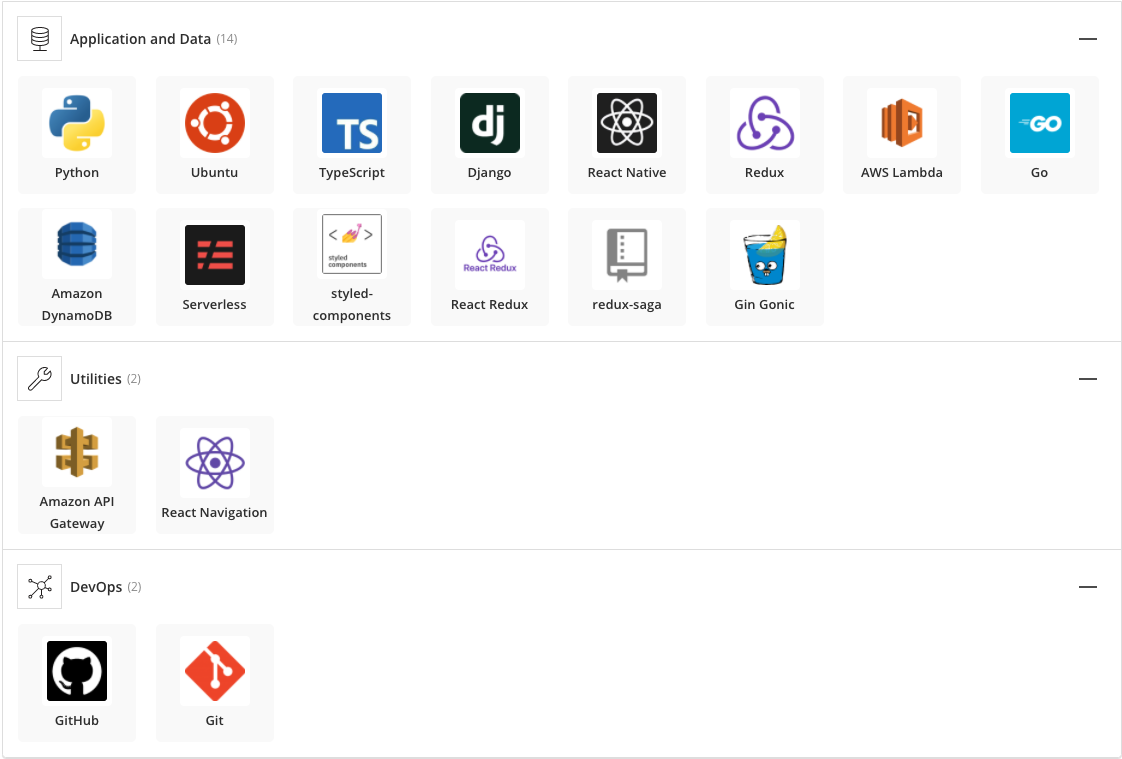 Application and Data (14)
TS
dj
GO
Python
Ubuntu
TypeScript
Django
React Native
Redux
AWS Lambda
Go
< >
styled
components
React Redux
Amazon
DynamoDB
Serverless
styled-
components
React Redux
redux-saga
Gin Gonic
Utilities (2)
Amazon API
Gateway
React Navigation
DevOps (2)
GitHub
Git